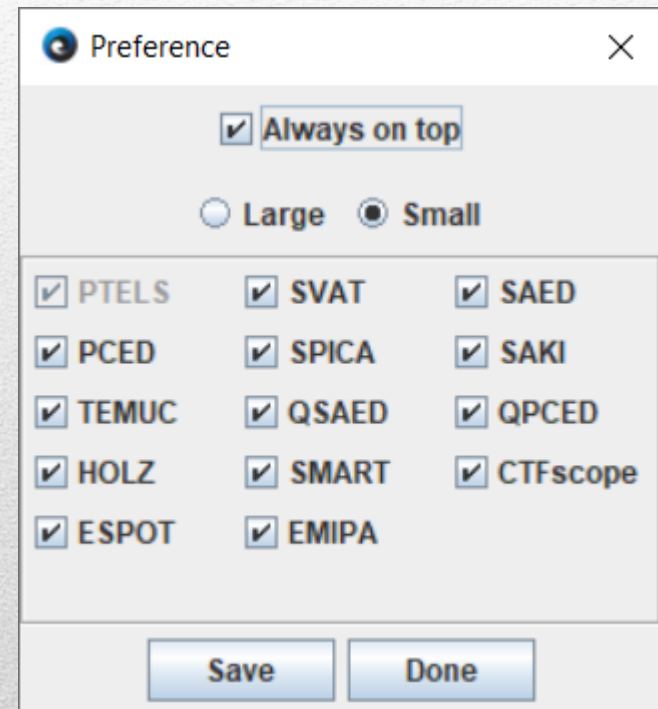 Preference
Always on top
Large Small
PTELS SVAT SAED
PCED SPICA SAKI
TEMUC QSAED QPCED
HOLZ SMART CTFscope
ESPOT EMIPA
Save Done